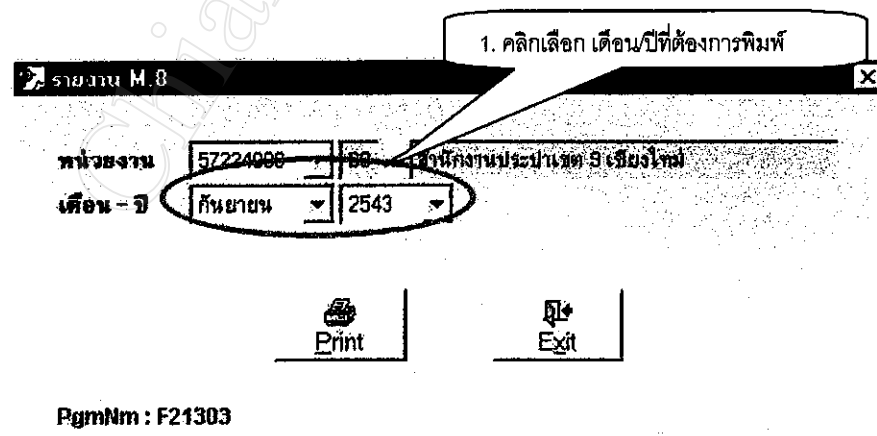 1. คลิกเลือก เดือน/ปีที่ต้องการพิมพ์
รายงาน M.8
หน่วยงาน 57224000 00 สำนักงานประปาเขต 9 เชียงใหม่
เดือน - ปี กันยายน 2543
Print Exit
PgmNm : F21303